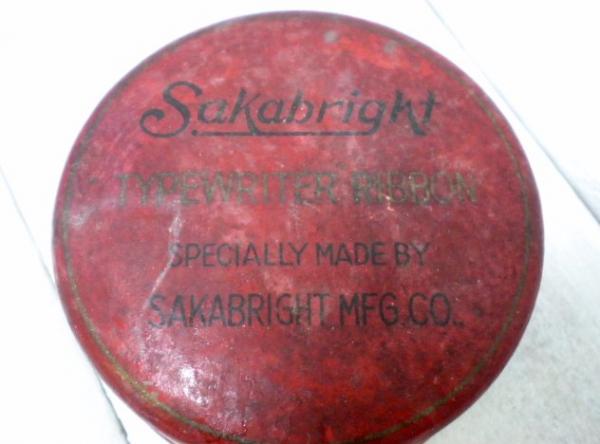 Sakabright
TYPEWRITER RIBBON
SPECIALLY MADE BY
SAKABRIGHT MFG. CO.